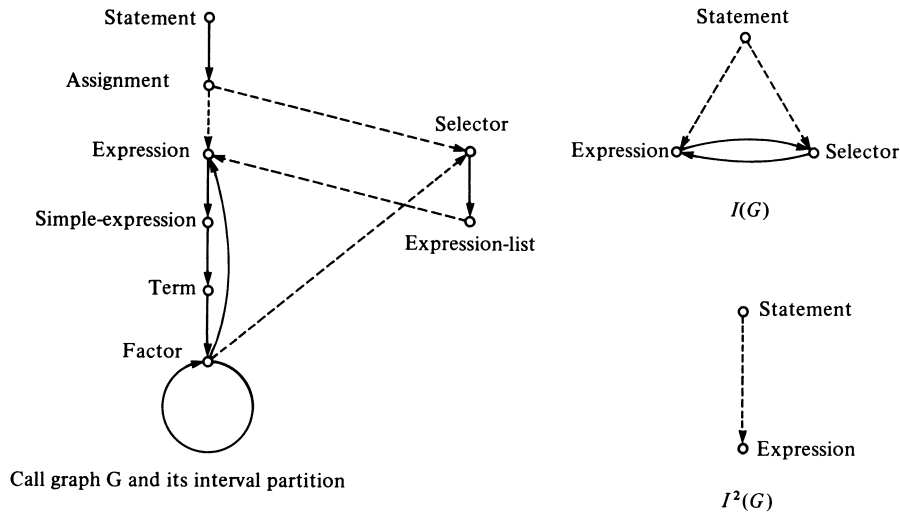 Statement
Assignment
Expression
Simple-expression
Term
Factor
Selector
Expression-list
Call graph G and its interval partition
Statement
Expression
Selector
I(G)
Statement
Expression
I²(G)